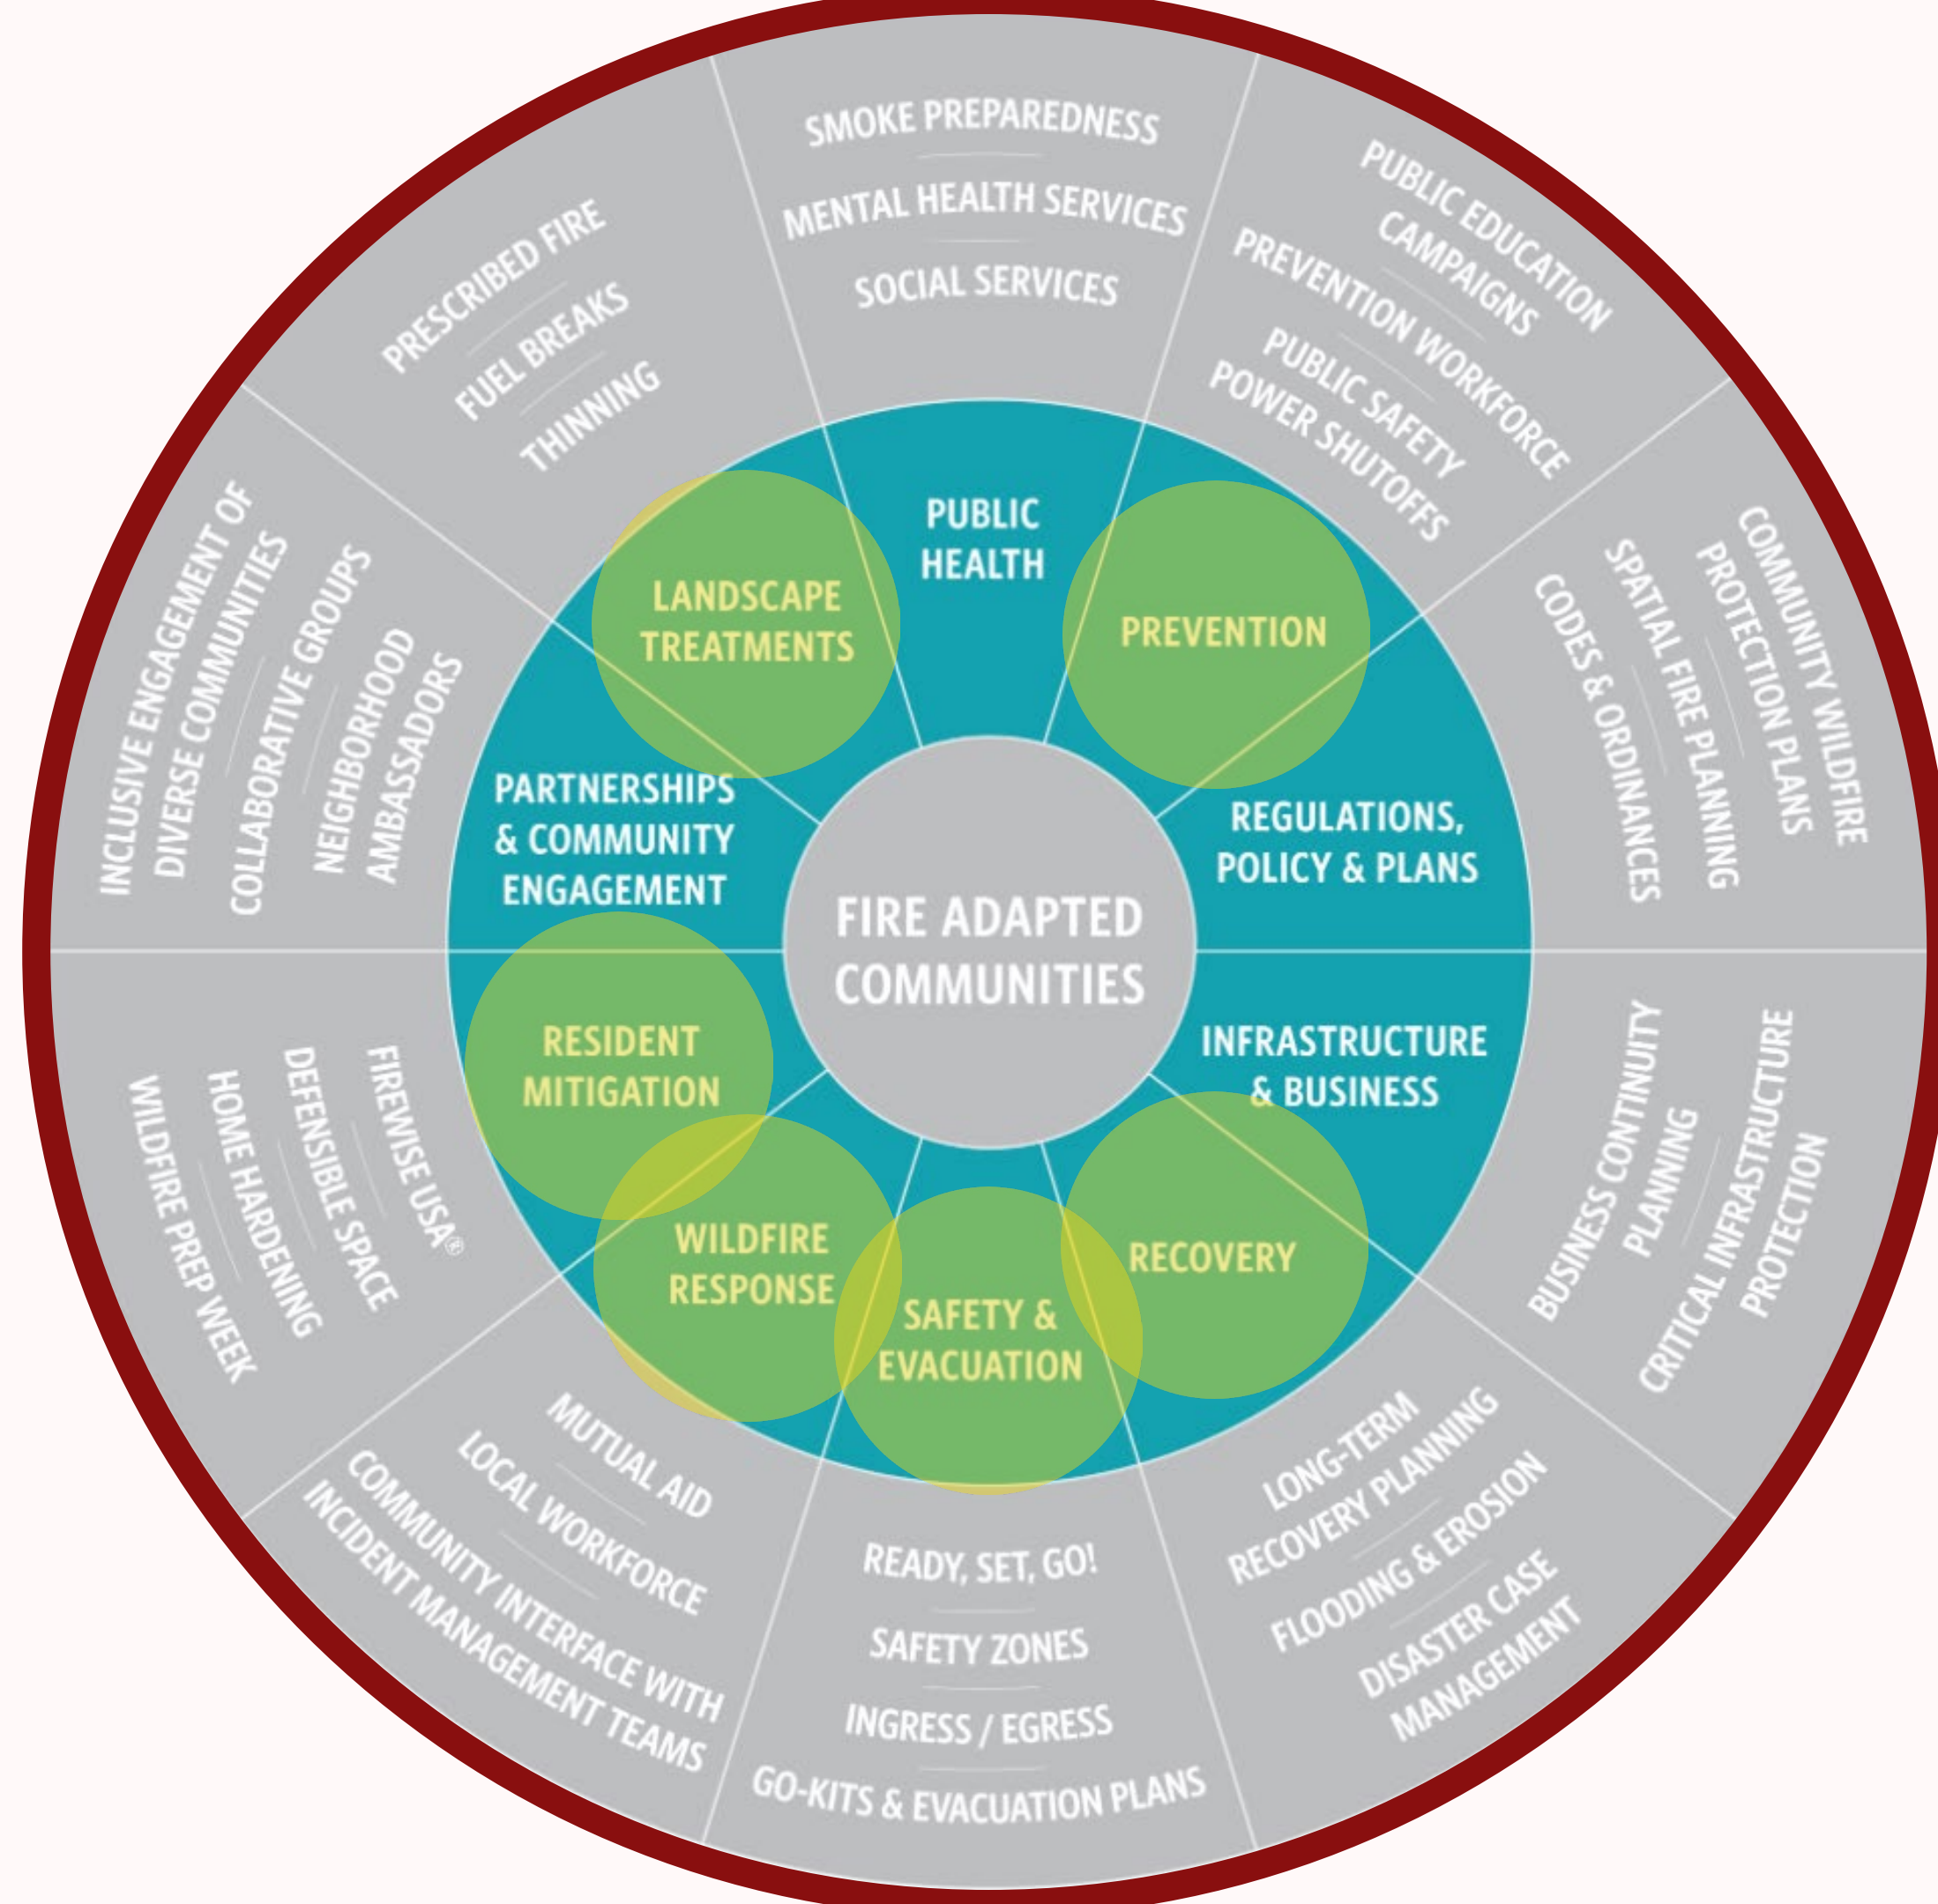 FIRE ADAPTED
COMMUNITIES
PUBLIC
HEALTH
SMOKE PREPAREDNESS
MENTAL HEALTH SERVICES
SOCIAL SERVICES
PREVENTION
PUBLIC EDUCATION
CAMPAIGNS
PREVENTION WORKFORCE
PUBLIC SAFETY
POWER SHUTOFFS
REGULATIONS,
POLICY & PLANS
COMMUNITY WILDFIRE
PROTECTION PLANS
SPATIAL FIRE PLANNING
CODES & ORDINANCES
INFRASTRUCTURE
& BUSINESS
BUSINESS CONTINUITY
PLANNING
CRITICAL INFRASTRUCTURE
PROTECTION
RECOVERY
LONG-TERM
RECOVERY PLANNING
FLOODING & EROSION
DISASTER CASE
MANAGEMENT
SAFETY &
EVACUATION
READY, SET, GO!
SAFETY ZONES
INGRESS / EGRESS
GO-KITS & EVACUATION PLANS
WILDFIRE
RESPONSE
MUTUAL AID
LOCAL WORKFORCE
COMMUNITY INTERFACE WITH
INCIDENT MANAGEMENT TEAMS
RESIDENT
MITIGATION
FIREWISE USA®
DEFENSIBLE SPACE
HOME HARDENING
WILDFIRE PREP WEEK
PARTNERSHIPS
& COMMUNITY
ENGAGEMENT
INCLUSIVE ENGAGEMENT OF
DIVERSE COMMUNITIES
COLLABORATIVE GROUPS
NEIGHBORHOOD
AMBASSADORS
LANDSCAPE
TREATMENTS
PRESCRIBED FIRE
FUEL BREAKS
THINNING